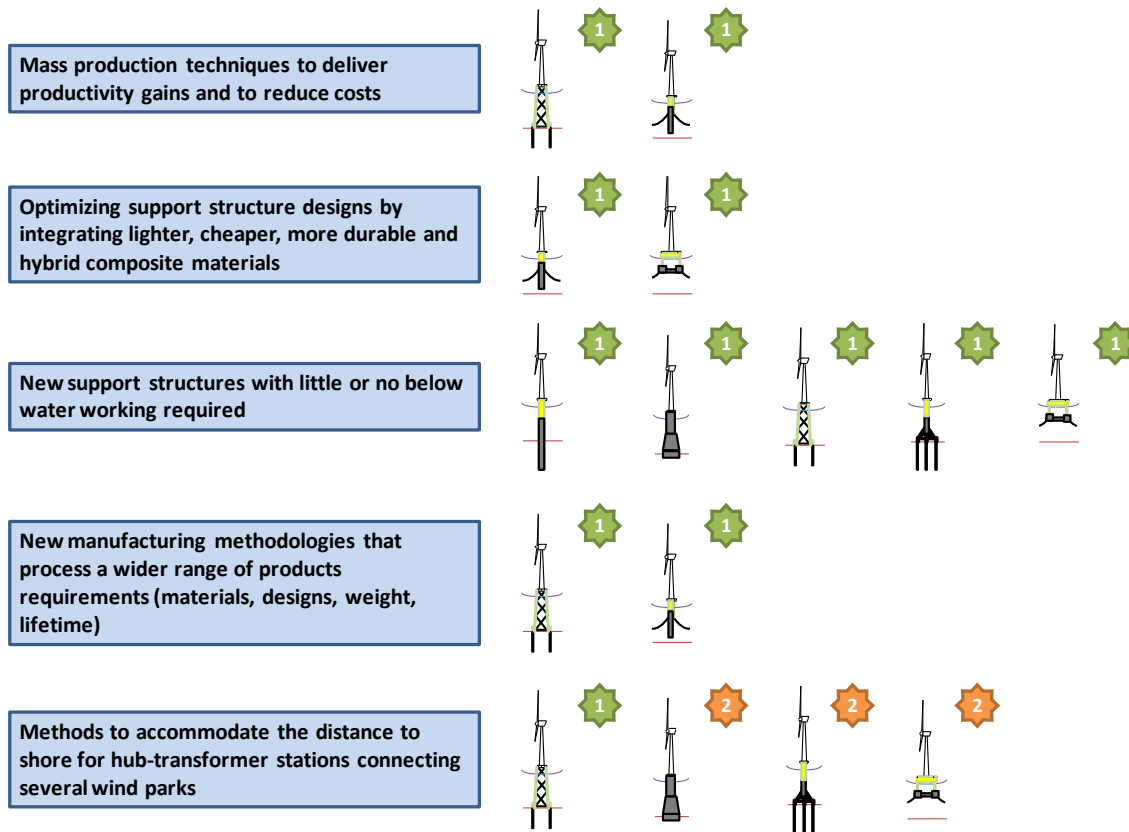 1 1
Mass production techniques to deliver
productivity gains and to reduce costs
1 1
Optimizing support structure designs by
integrating lighter, cheaper, more durable and
hybrid composite materials
1 1 1 1 1
New support structures with little or no below
water working required
1 1
New manufacturing methodologies that
process a wider range of products
requirements (materials, designs, weight,
lifetime)
1 2 2 2
Methods to accommodate the distance to
shore for hub-transformer stations connecting
several wind parks